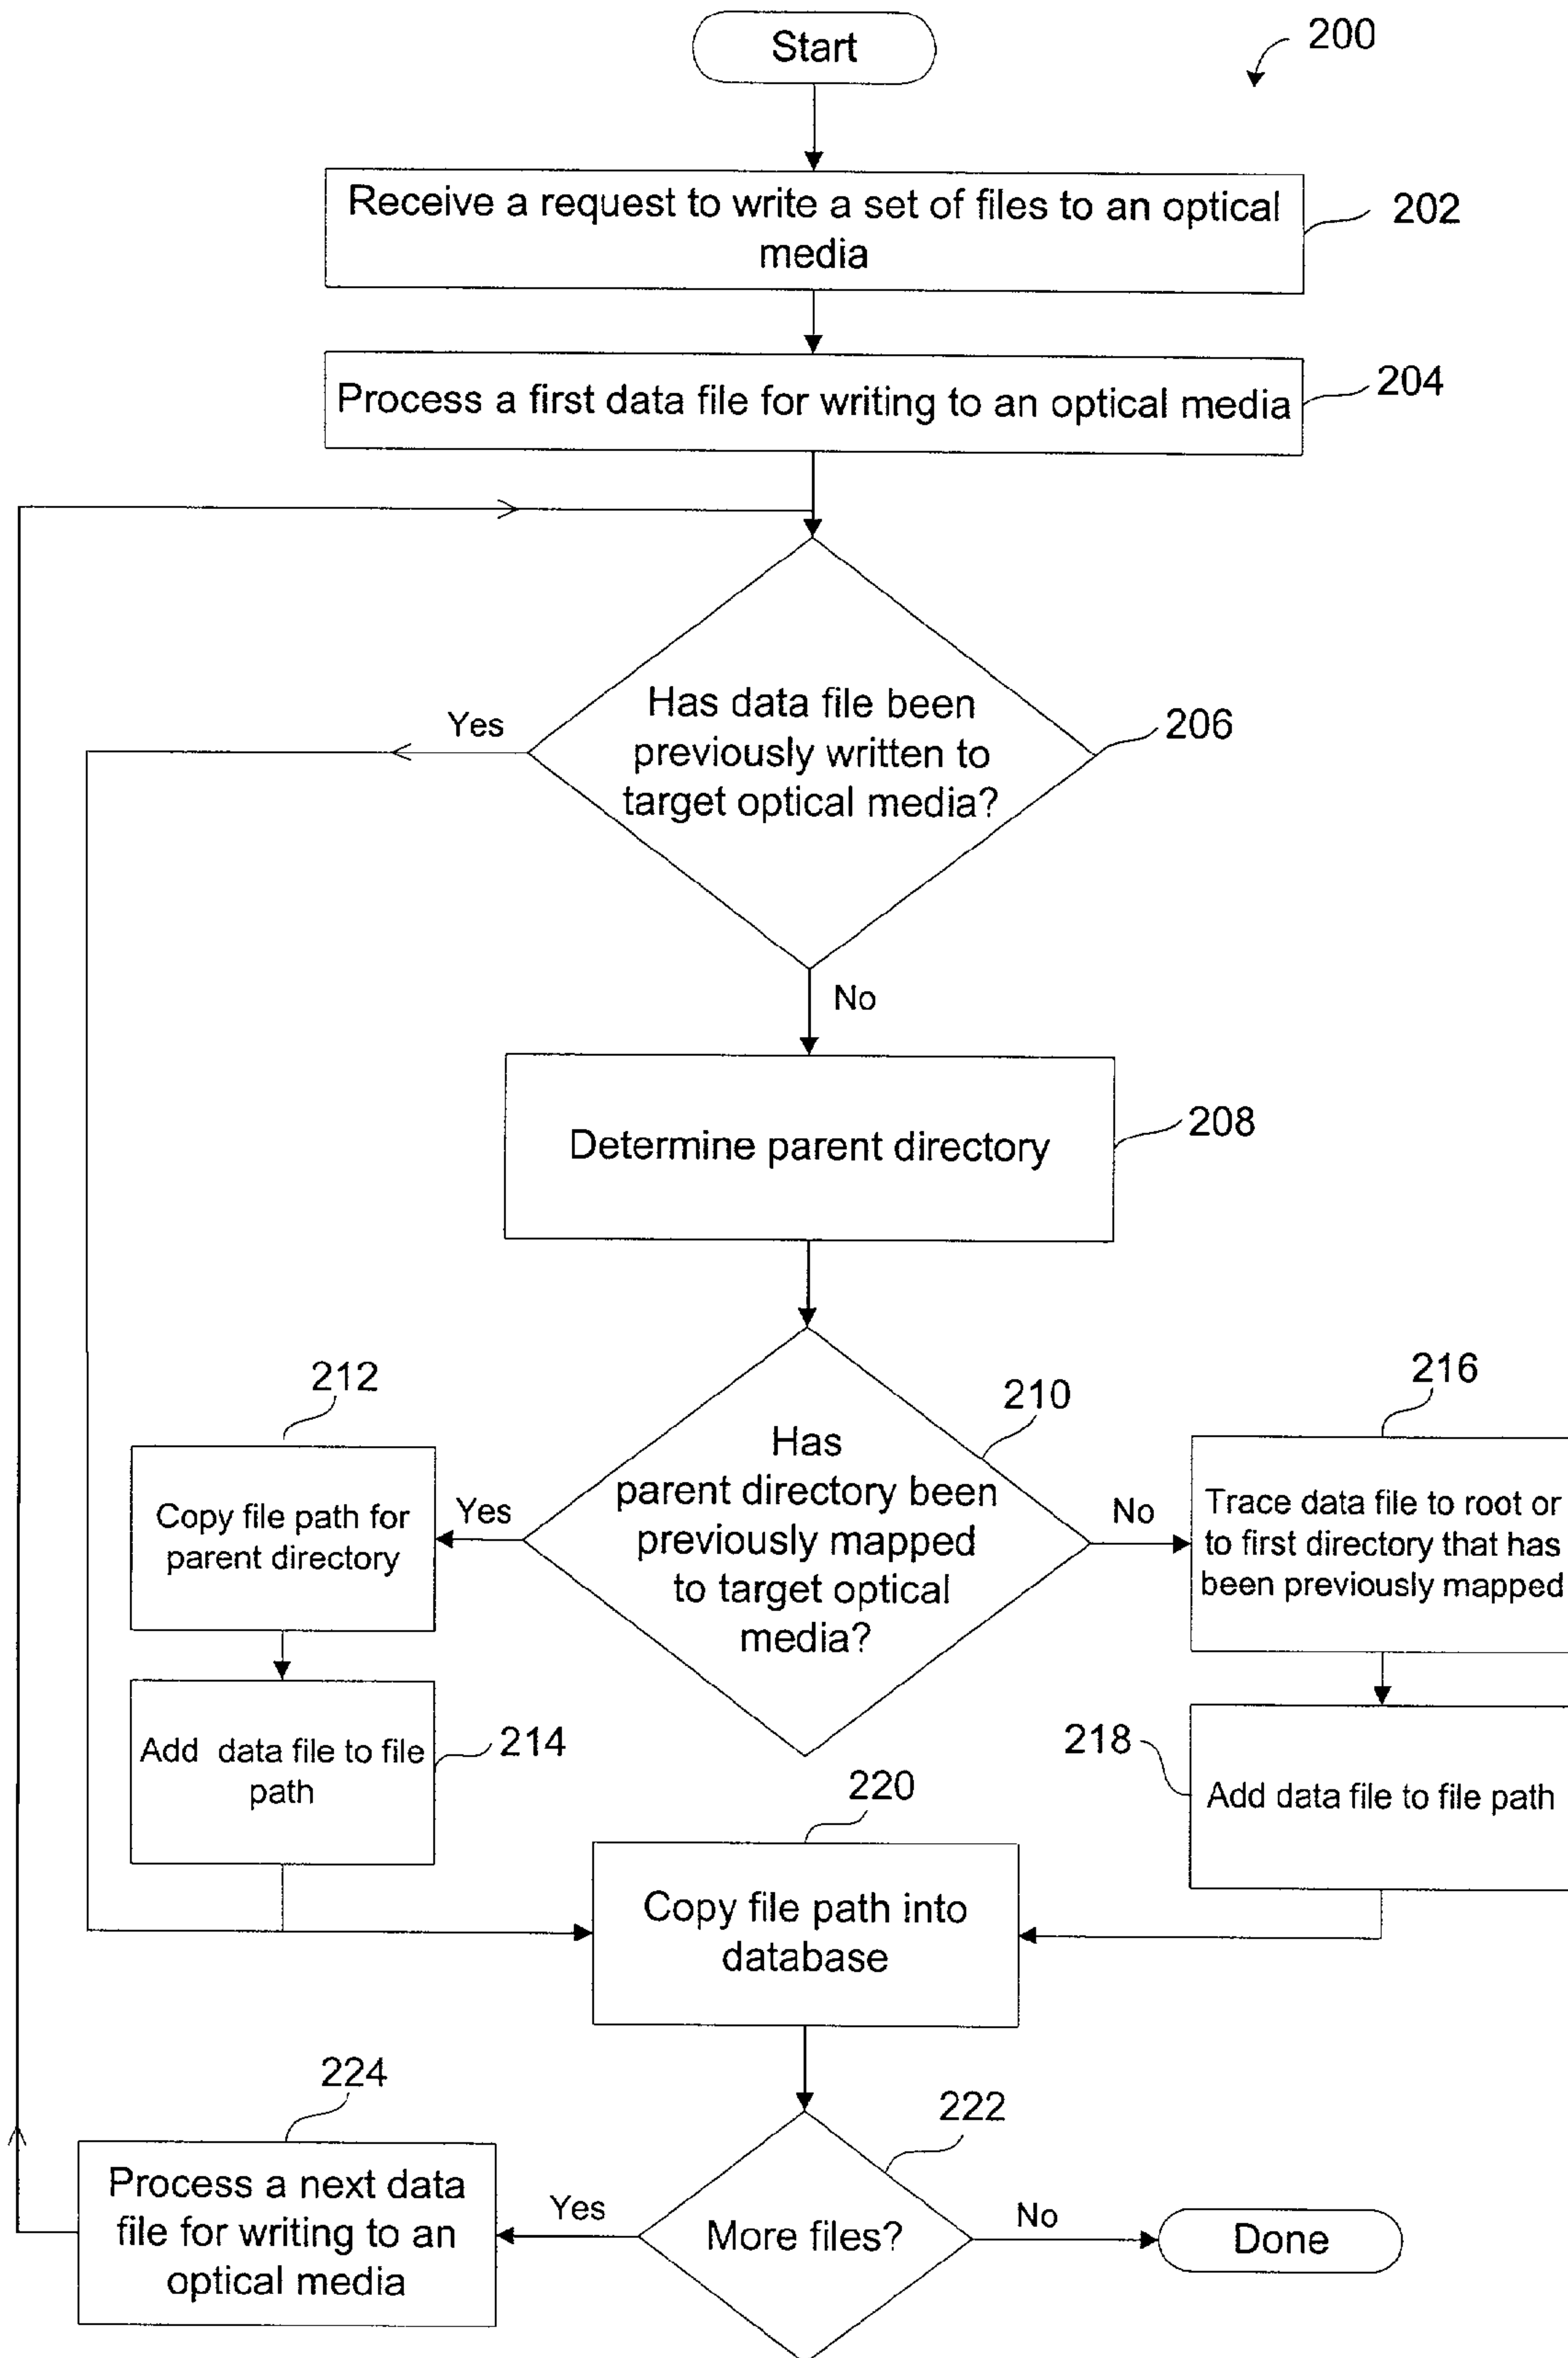 Start
200
Receive a request to write a set of files to an optical
media
202
Process a first data file for writing to an optical media
204
Has data file been
previously written to
target optical media?
206
Yes
No
Determine parent directory
208
212
210
216
Has
parent directory been
previously mapped
to target optical
media?
Yes
No
Copy file path for
parent directory
Trace data file to root or
to first directory that has
been previously mapped
Add data file to file
path
214
218
Add data file to file path
220
Copy file path into
database
224
222
Process a next data
file for writing to an
optical media
Yes
More files?
No
Done